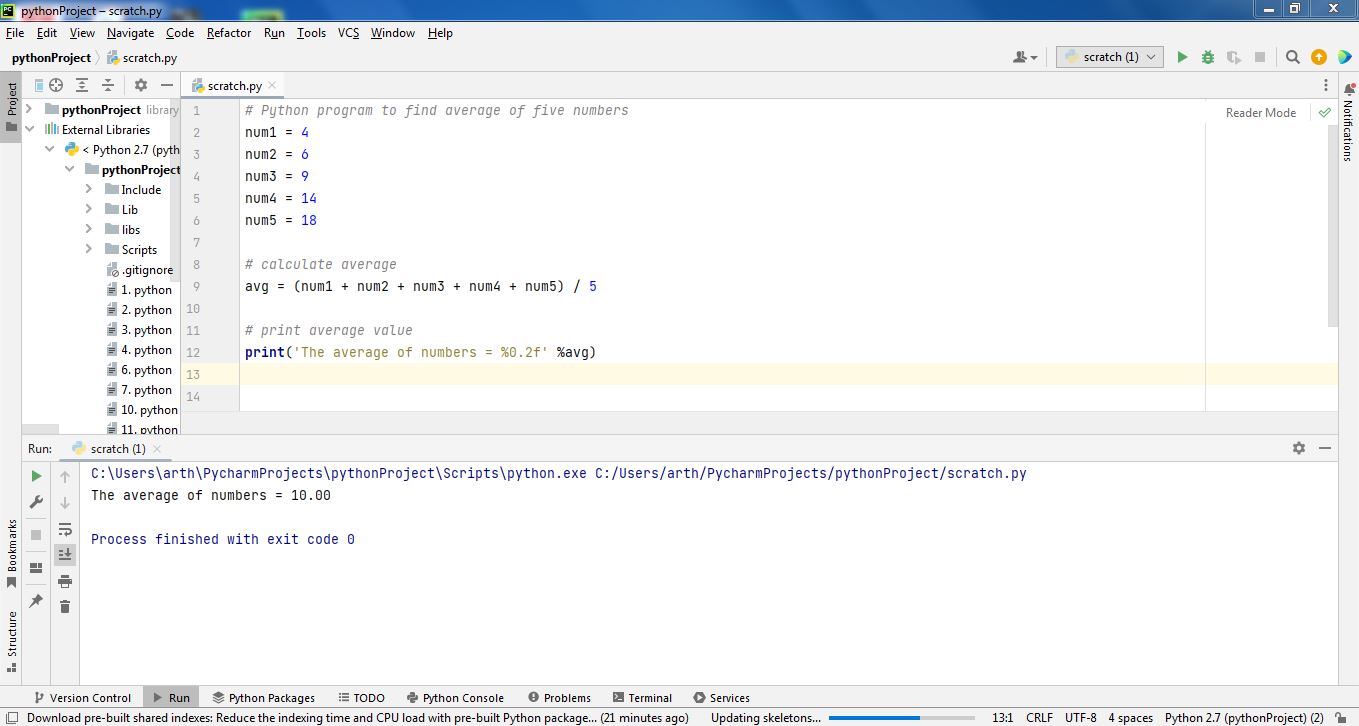 pythonProject – scratch.py
File Edit View Navigate Code Refactor Run Tools VCS Window Help
pythonProject scratch.py
scratch (1)
Project
pythonProject library
External Libraries
< Python 2.7 (pyth
pythonProject
Include
Lib
libs
Scripts
.gitignore
1. python
2. python
3. python
4. python
6. python
7. python
10. python
11. python
scratch.py
Reader Mode
Notifications
1 # Python program to find average of five numbers
2 num1 = 4
3 num2 = 6
4 num3 = 9
5 num4 = 14
6 num5 = 18
7
8 # calculate average
9 avg = (num1 + num2 + num3 + num4 + num5) / 5
10
11 # print average value
12 print('The average of numbers = %0.2f' %avg)
13
14
Run: scratch (1)
C:\Users\arth\PycharmProjects\pythonProject\Scripts\python.exe C:/Users/arth/PycharmProjects/pythonProject/scratch.py
The average of numbers = 10.00
Process finished with exit code 0
Bookmarks
Structure
Version Control Run Python Packages TODO Python Console Problems Terminal Services
Download pre-built shared indexes: Reduce the indexing time and CPU load with pre-built Python package... (21 minutes ago) Updating skeletons... 13:1 CRLF UTF-8 4 spaces Python 2.7 (pythonProject) (2)